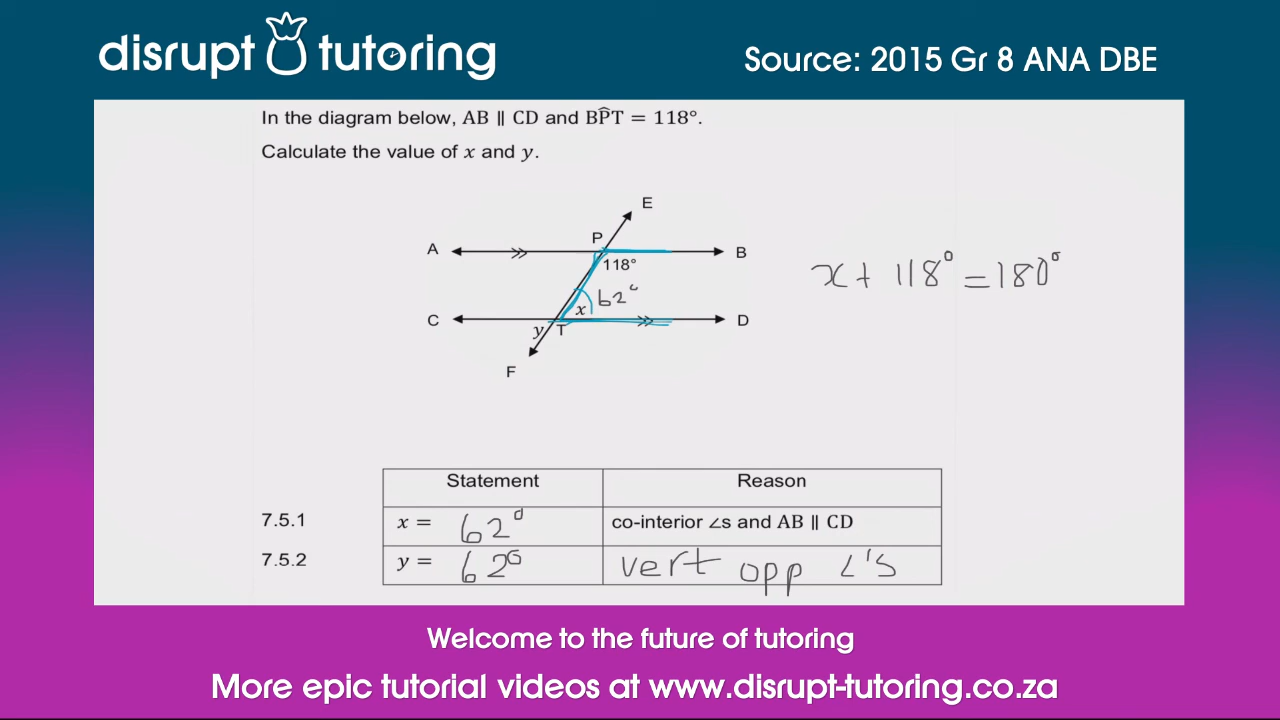 disrupt tutoring
Source: 2015 Gr 8 ANA DBE
In the diagram below, AB ∥ CD and BP̂T = 118°.
Calculate the value of x and y.
E
P
A
B
118°
x + 118° = 180°
62°
x
C
D
y
T
F
Statement
Reason
7.5.1
x = 62°
co-interior ∠s and AB ∥ CD
7.5.2
y = 62°
vert opp ∠'s
Welcome to the future of tutoring
More epic tutorial videos at www.disrupt-tutoring.co.za